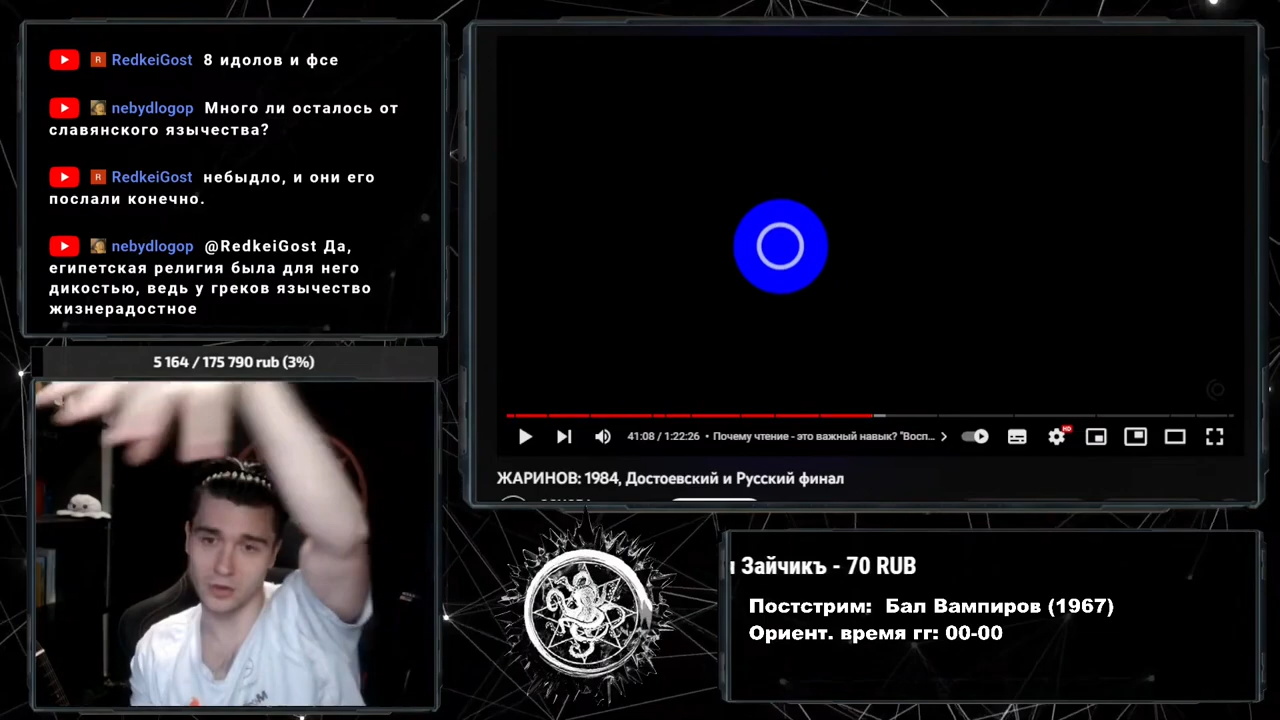 RedkeiGost 8 идолов и фсе
nebydlogop Много ли осталось от
славянского язычества?
RedkeiGost небыдло, и они его
послали конечно.
nebydlogop @RedkeiGost Да,
египетская религия была для него
дикостью, ведь у греков язычество
жизнерадостное
5 164 / 175 790 rub (3%)
41:08 / 1:22:26 • Почему чтение - это важный навык? "Восп...
HD
ЖАРИНОВ: 1984, Достоевский и Русский финал
Зайчикъ - 70 RUB
Постстрим: Бал Вампиров (1967)
Ориент. время гг: 00-00